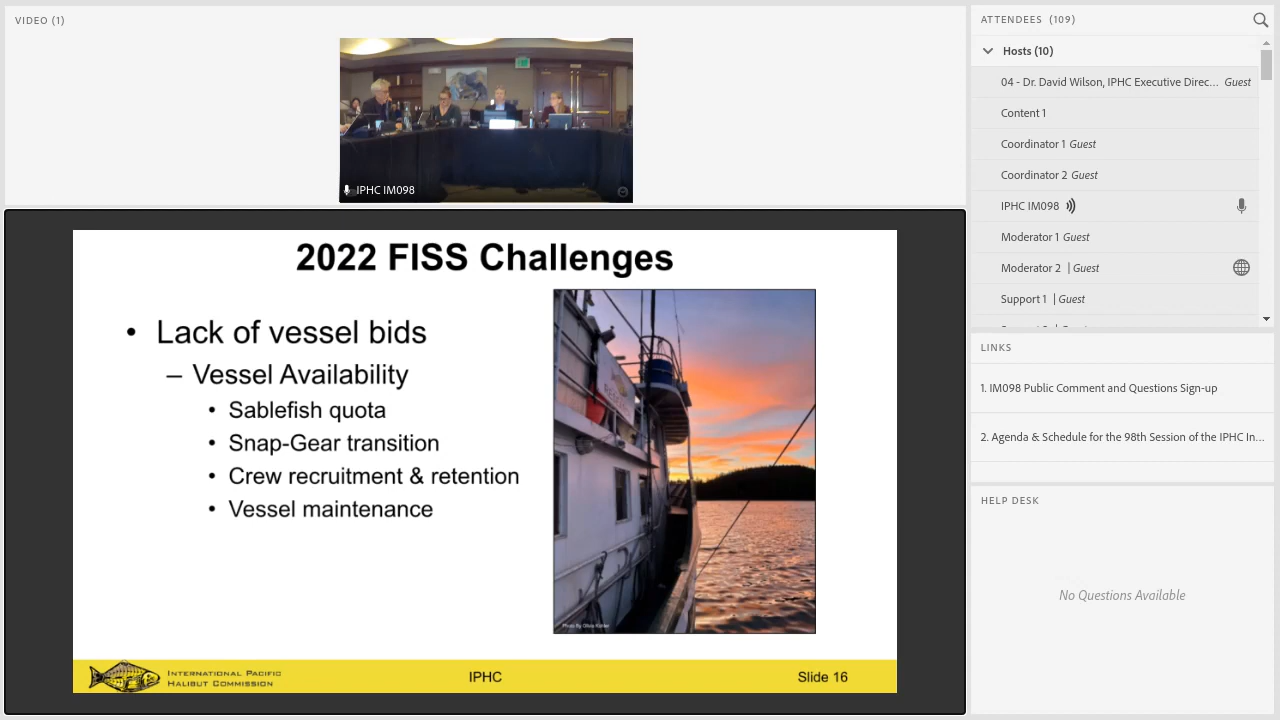 VIDEO (1)
IPHC IM098
2022 FISS Challenges
• Lack of vessel bids
– Vessel Availability
• Sablefish quota
• Snap-Gear transition
• Crew recruitment & retention
• Vessel maintenance
INTERNATIONAL PACIFIC
HALIBUT COMMISSION
IPHC
Slide 16
ATTENDEES (109)
Hosts (10)
04 - Dr. David Wilson, IPHC Executive Direc... Guest
Content 1
Coordinator 1 Guest
Coordinator 2 Guest
IPHC IM098
Moderator 1 Guest
Moderator 2 | Guest
Support 1 | Guest
LINKS
1. IM098 Public Comment and Questions Sign-up
2. Agenda & Schedule for the 98th Session of the IPHC In...
HELP DESK
No Questions Available